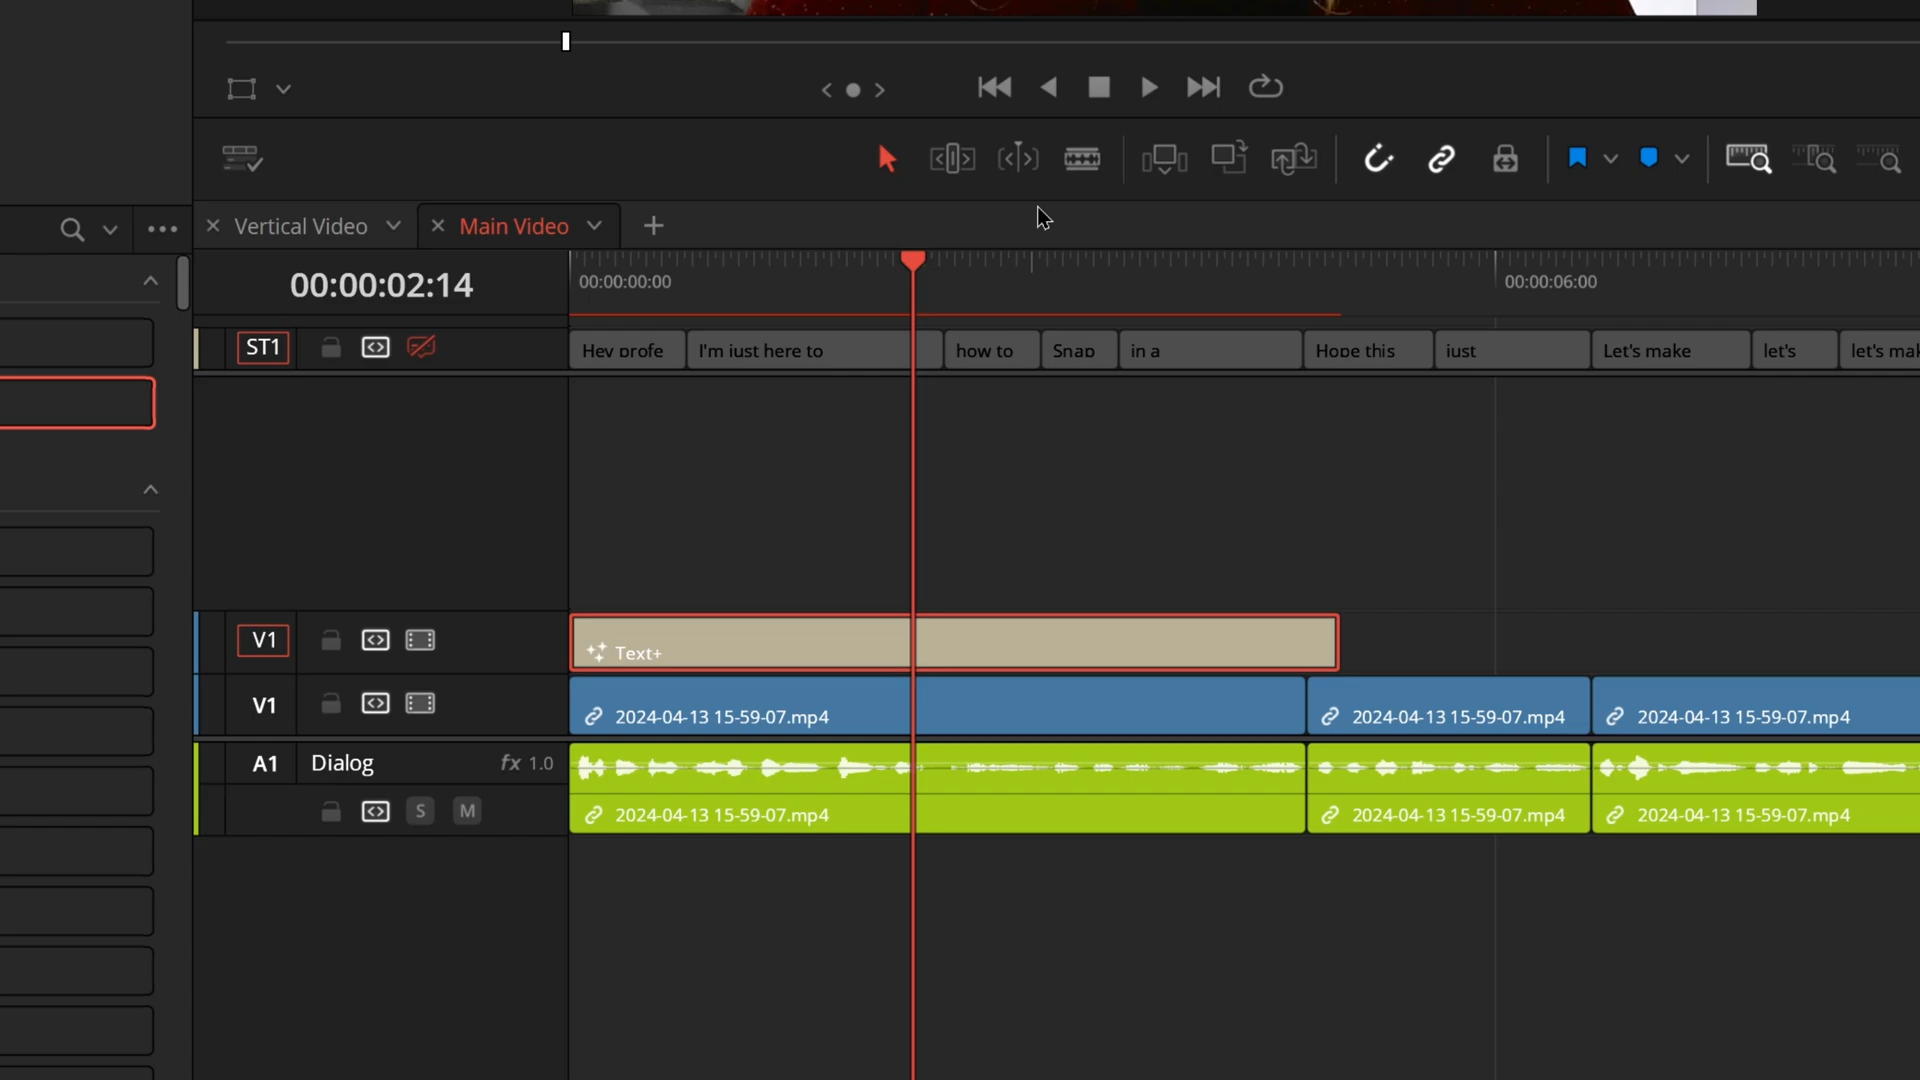 Vertical Video
Main Video
00:00:02:14
00:00:00:00
00:00:06:00
ST1
Hey profe
I'm just here to
how to
Snap
in a
Hope this
just
Let's make
let's
let's mak
V1
Text+
V1
2024-04-13 15-59-07.mp4
2024-04-13 15-59-07.mp4
2024-04-13 15-59-07.mp4
A1
Dialog
fx 1.0
S
M
2024-04-13 15-59-07.mp4
2024-04-13 15-59-07.mp4
2024-04-13 15-59-07.mp4